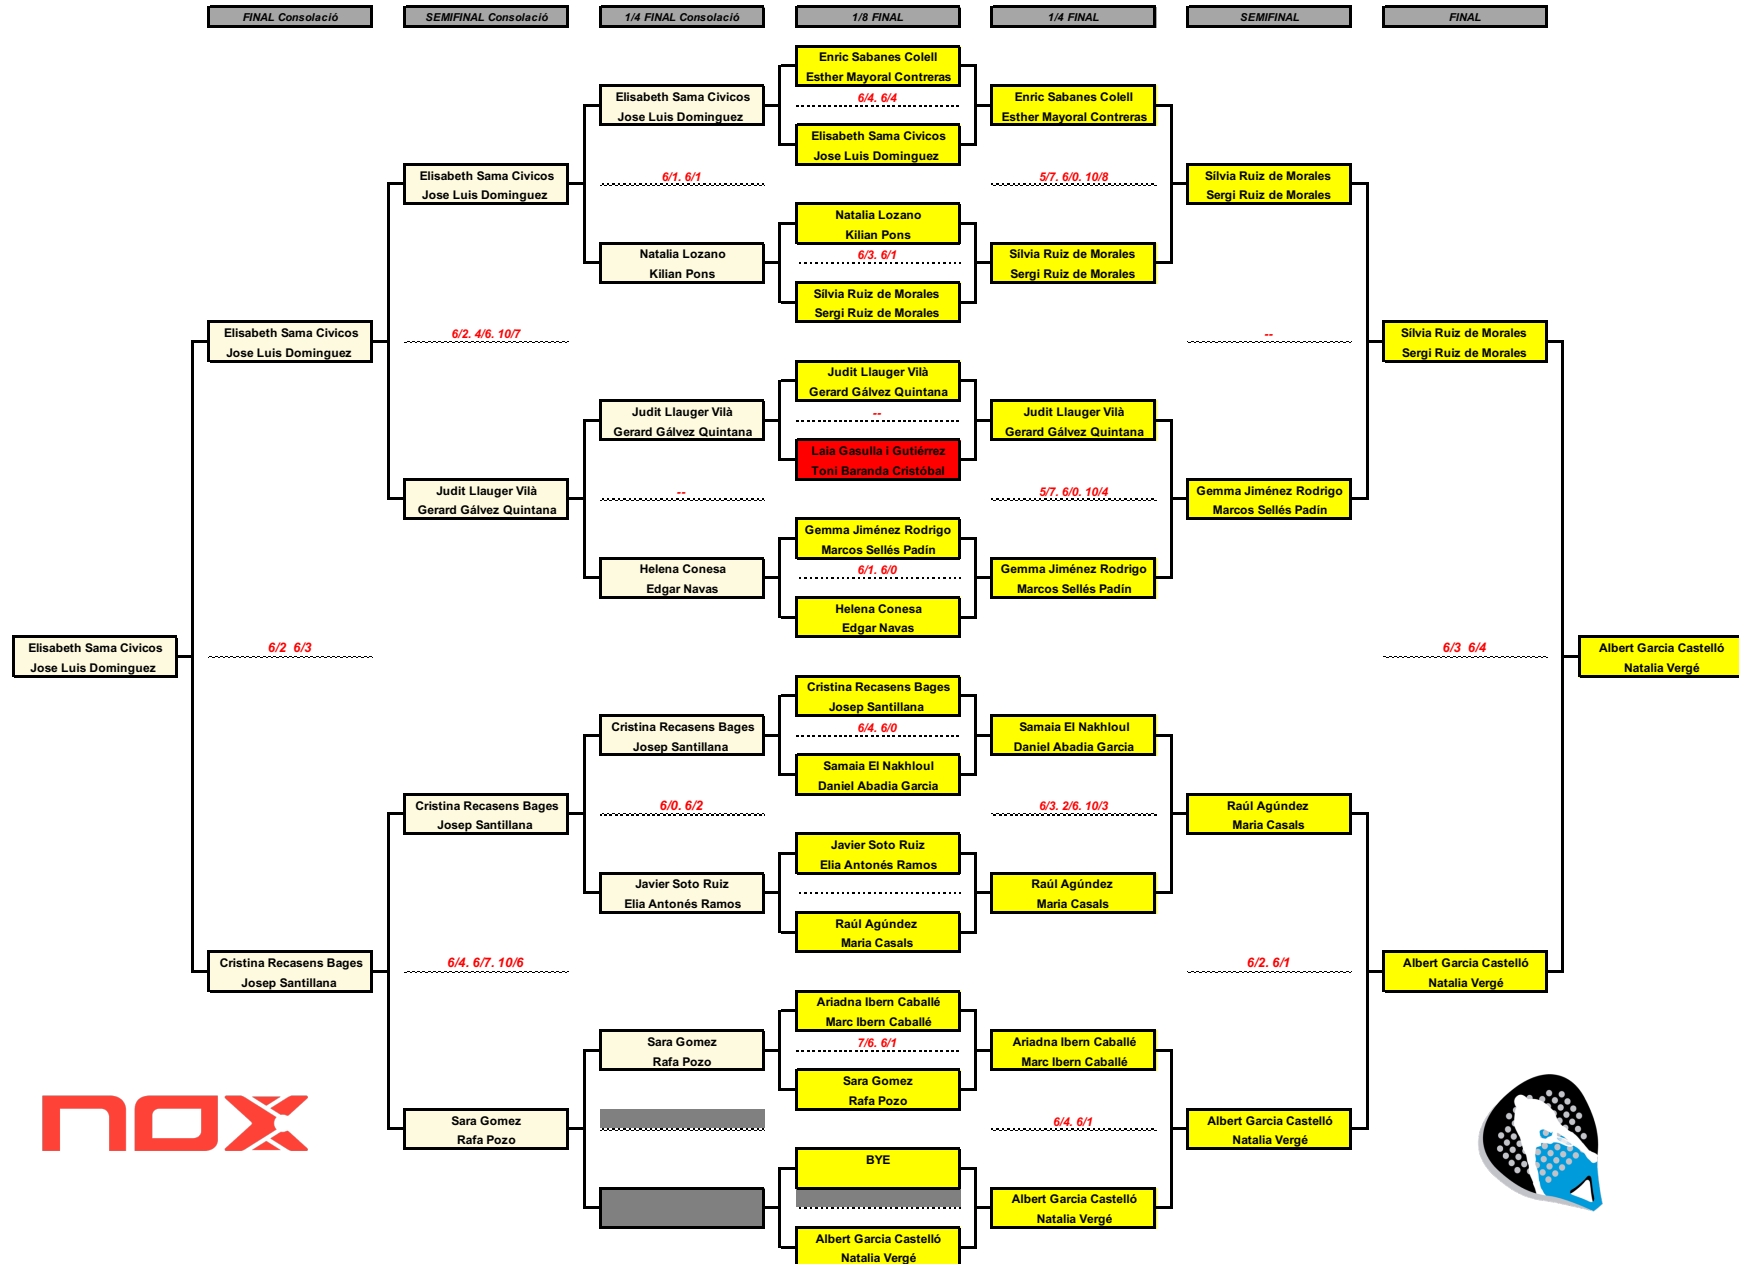 FINAL Consolació
SEMIFINAL Consolació
1/4 FINAL Consolació
1/8 FINAL
1/4 FINAL
SEMIFINAL
FINAL
Enric Sabanes Colell
Esther Mayoral Contreras
6/4. 6/4
Elisabeth Sama Civicos
Jose Luis Dominguez
Natalia Lozano
Kilian Pons
6/3. 6/1
Sílvia Ruiz de Morales
Sergi Ruiz de Morales
Judit Llauger Vilà
Gerard Gálvez Quintana
--
Laia Gasulla i Gutiérrez
Toni Baranda Cristóbal
Gemma Jiménez Rodrigo
Marcos Sellés Padín
6/1. 6/0
Helena Conesa
Edgar Navas
Cristina Recasens Bages
Josep Santillana
6/4. 6/0
Samaia El Nakhloul
Daniel Abadia Garcia
Javier Soto Ruiz
Elia Antonés Ramos
Raúl Agúndez
Maria Casals
Ariadna Ibern Caballé
Marc Ibern Caballé
7/6. 6/1
Sara Gomez
Rafa Pozo
BYE
Albert Garcia Castelló
Natalia Vergé
Elisabeth Sama Civicos
Jose Luis Dominguez
6/1. 6/1
Natalia Lozano
Kilian Pons
Judit Llauger Vilà
Gerard Gálvez Quintana
--
Helena Conesa
Edgar Navas
Cristina Recasens Bages
Josep Santillana
6/0. 6/2
Javier Soto Ruiz
Elia Antonés Ramos
Sara Gomez
Rafa Pozo
Elisabeth Sama Civicos
Jose Luis Dominguez
6/2. 4/6. 10/7
Judit Llauger Vilà
Gerard Gálvez Quintana
Cristina Recasens Bages
Josep Santillana
6/4. 6/7. 10/6
Sara Gomez
Rafa Pozo
Elisabeth Sama Civicos
Jose Luis Dominguez
6/2 6/3
Cristina Recasens Bages
Josep Santillana
Elisabeth Sama Civicos
Jose Luis Dominguez
Enric Sabanes Colell
Esther Mayoral Contreras
5/7. 6/0. 10/8
Sílvia Ruiz de Morales
Sergi Ruiz de Morales
Judit Llauger Vilà
Gerard Gálvez Quintana
5/7. 6/0. 10/4
Gemma Jiménez Rodrigo
Marcos Sellés Padín
Samaia El Nakhloul
Daniel Abadia Garcia
6/3. 2/6. 10/3
Raúl Agúndez
Maria Casals
Ariadna Ibern Caballé
Marc Ibern Caballé
6/4. 6/1
Albert Garcia Castelló
Natalia Vergé
Sílvia Ruiz de Morales
Sergi Ruiz de Morales
--
Gemma Jiménez Rodrigo
Marcos Sellés Padín
Raúl Agúndez
Maria Casals
6/2. 6/1
Albert Garcia Castelló
Natalia Vergé
Sílvia Ruiz de Morales
Sergi Ruiz de Morales
6/3 6/4
Albert Garcia Castelló
Natalia Vergé
Albert Garcia Castelló
Natalia Vergé
nox